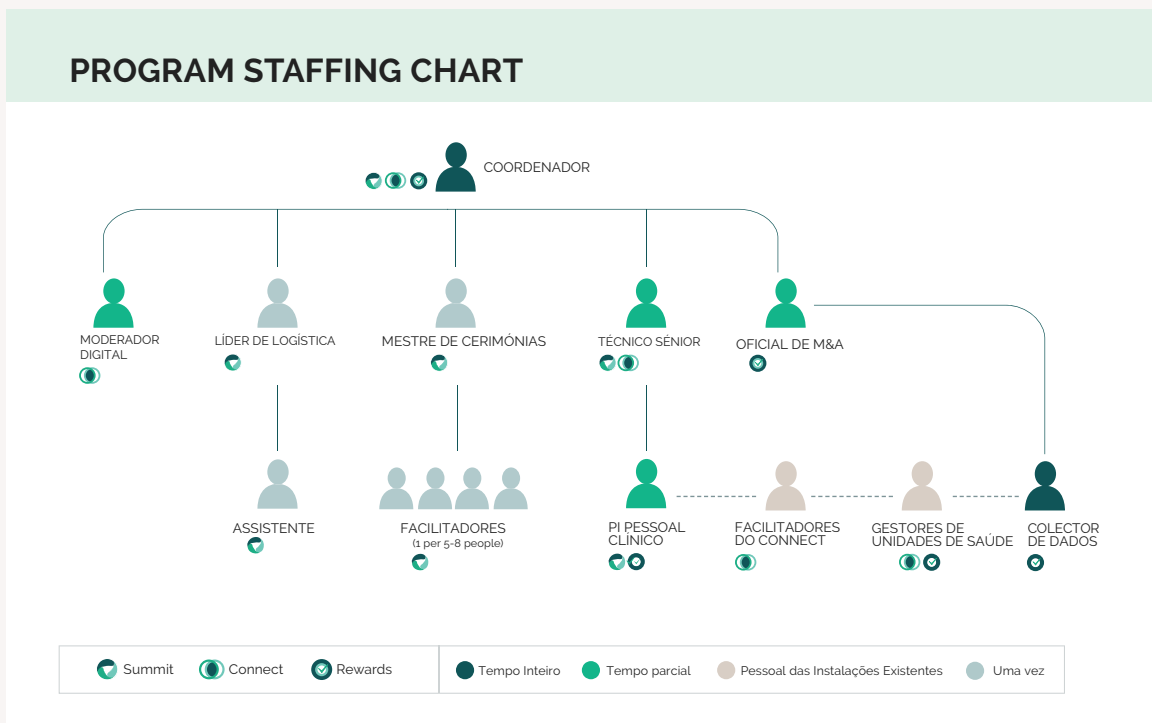 PROGRAM STAFFING CHART
COORDENADOR
MODERADOR
DIGITAL
LÍDER DE LOGÍSTICA
MESTRE DE CERIMÓNIAS
TÉCNICO SÉNIOR
OFICIAL DE M&A
ASSISTENTE
FACILITADORES
(1 per 5-8 people)
PI PESSOAL
CLÍNICO
FACILITADORES
DO CONNECT
GESTORES DE
UNIDADES DE SAÚDE
COLECTOR
DE DADOS
Summit
Connect
Rewards
Tempo Inteiro
Tempo parcial
Pessoal das Instalações Existentes
Uma vez